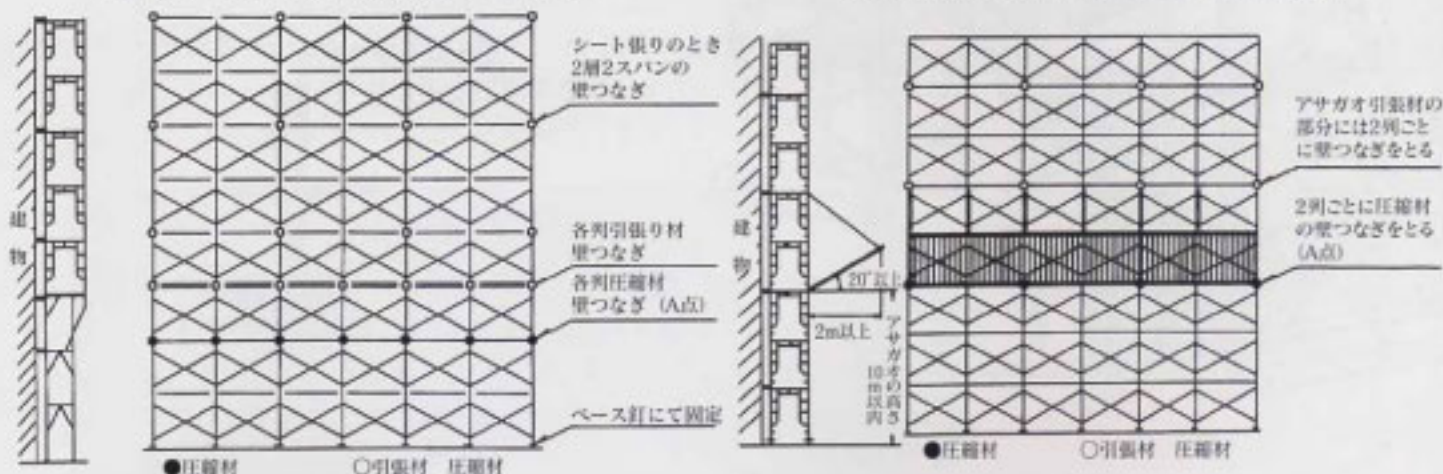 シート張りのとき
2層2スパンの
壁つなぎ
各列引張り材
壁つなぎ
各列圧縮材
壁つなぎ (A点)
ベース釘にて固定
建物
●圧縮材
○引張材 圧縮材
アサガオ引張材の
部分には2列ごと
に壁つなぎをとる
2列ごとに圧縮材
の壁つなぎをとる
(A点)
建物
20°以上
2m以上
アサガオの高さ
10m以内
●圧縮材
○引張材 圧縮材